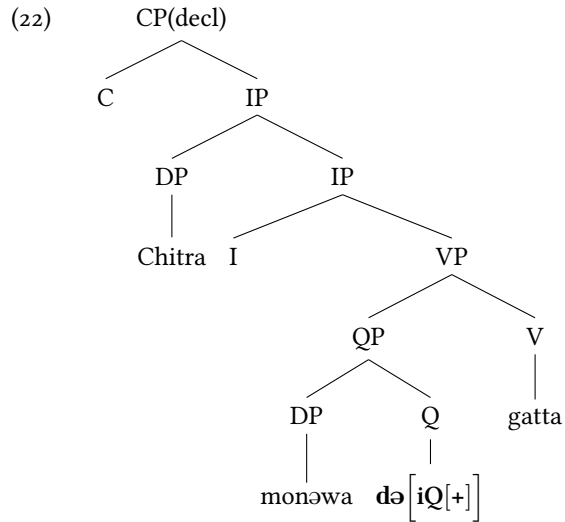 (22) CP(decl)
C IP
DP IP
Chitra I VP
QP V
DP Q gatta
monəwa də[iQ[+]]